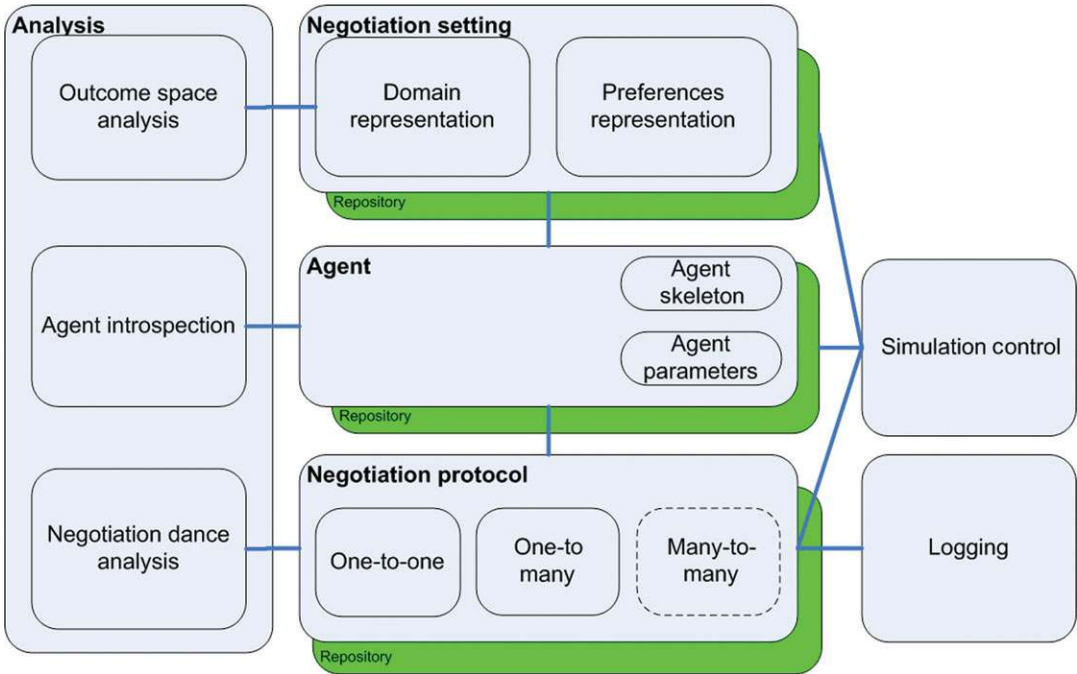 Analysis
Outcome space
analysis
Agent introspection
Negotiation dance
analysis
Negotiation setting
Domain
representation
Preferences
representation
Repository
Agent
Agent
skeleton
Agent
parameters
Repository
Negotiation protocol
One-to-one
One-to
many
Many-to-
many
Repository
Simulation control
Logging